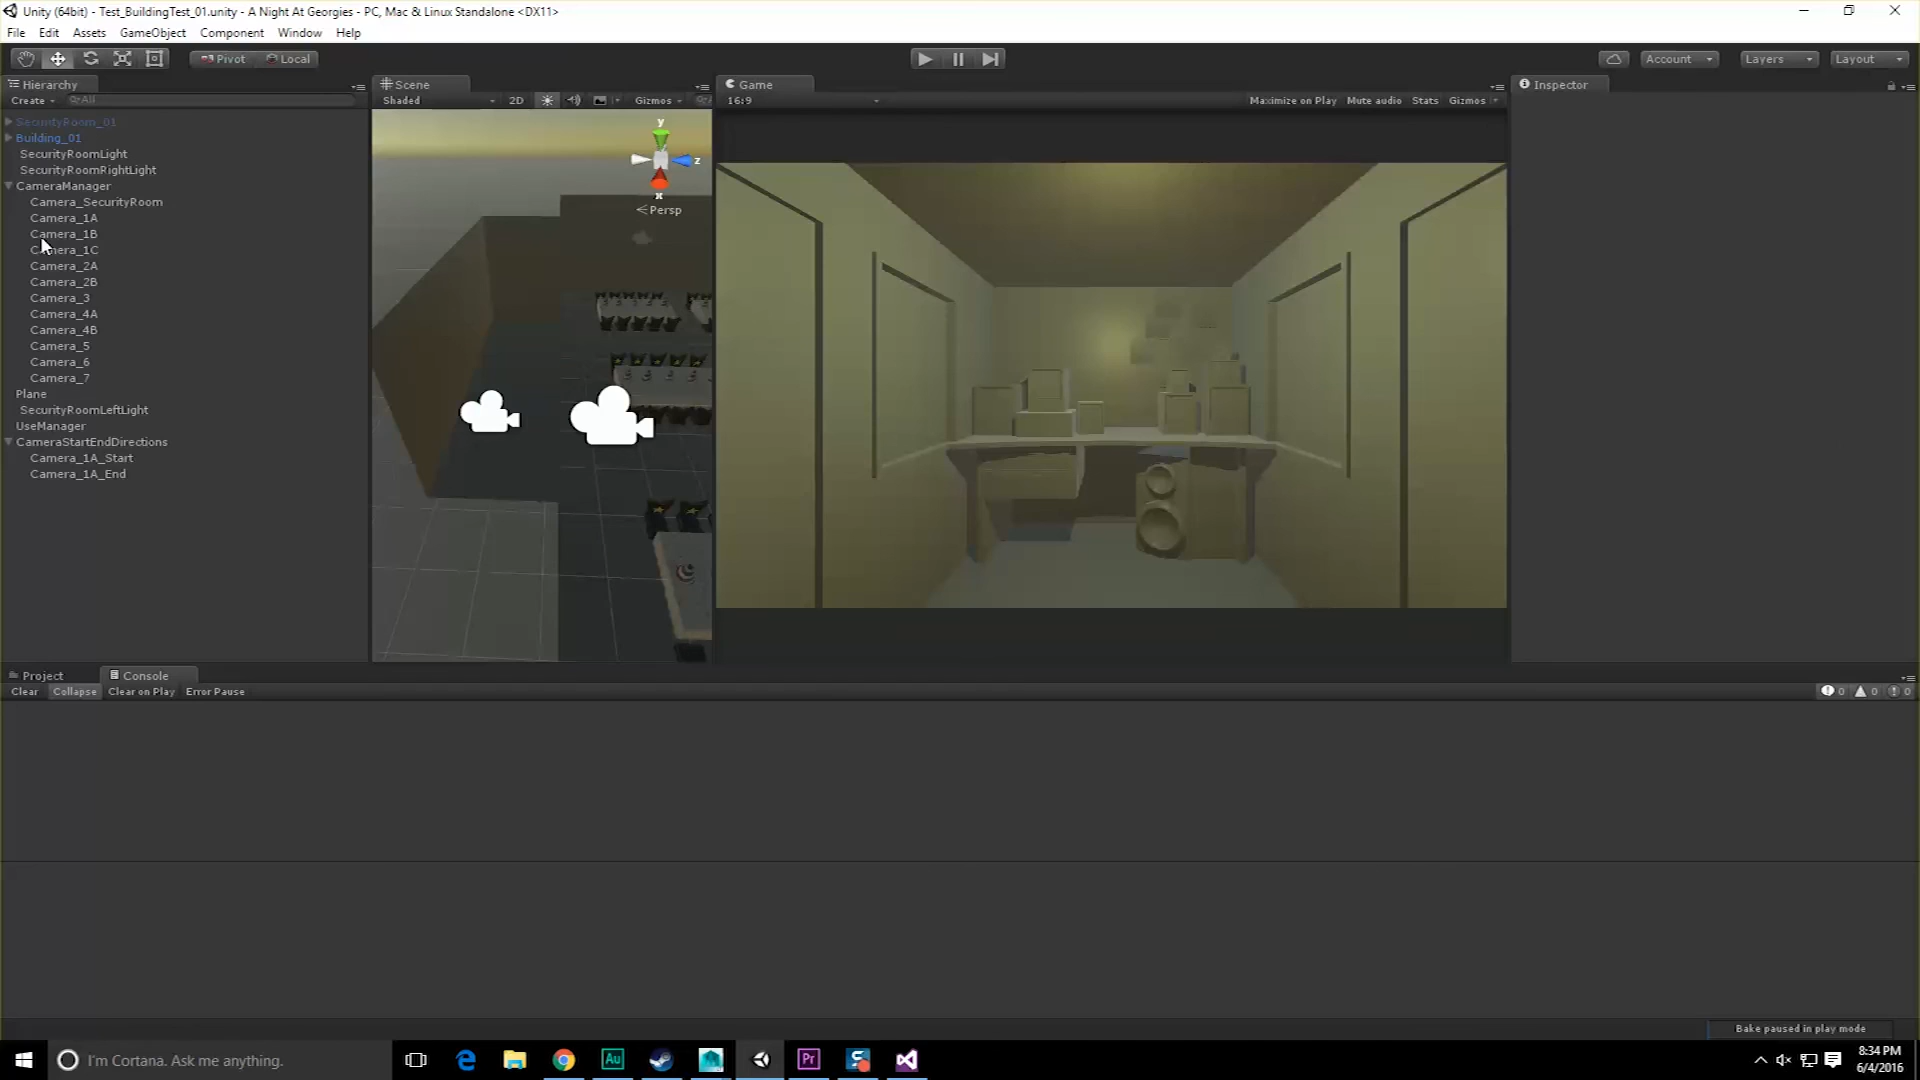 Unity (64bit) - Test_BuildingTest_01.unity - A Night At Georgies - PC, Mac & Linux Standalone <DX11>
File Edit Assets GameObject Component Window Help
Pivot Local Account Layers Layout
Hierarchy Scene Game Inspector
Create All Shaded 2D Gizmos 16:9 Maximize on Play Mute audio Stats Gizmos
SecurityRoom_01
Building_01
SecurityRoomLight
SecurityRoomRightLight
CameraManager
Camera_SecurityRoom
Camera_1A
Camera_1B
Camera_1C
Camera_2A
Camera_2B
Camera_3
Camera_4A
Camera_4B
Camera_5
Camera_6
Camera_7
Plane
SecurityRoomLeftLight
UseManager
CameraStartEndDirections
Camera_1A_Start
Camera_1A_End
y
z
x
Persp
Project Console
Clear Collapse Clear on Play Error Pause 0 0 0
Bake paused in play mode
I'm Cortana. Ask me anything.
Au Pr
8:34 PM
6/4/2016